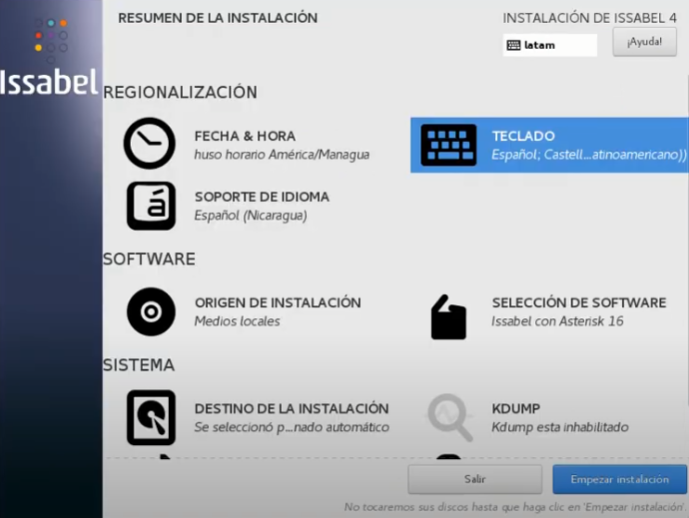 RESUMEN DE LA INSTALACIÓN
INSTALACIÓN DE ISSABEL 4
latam
¡Ayuda!
Issabel
REGIONALIZACIÓN
FECHA & HORA
huso horario América/Managua
TECLADO
Español; Castell...atinoamericano))
SOPORTE DE IDIOMA
Español (Nicaragua)
SOFTWARE
ORIGEN DE INSTALACIÓN
Medios locales
SELECCIÓN DE SOFTWARE
Issabel con Asterisk 16
SISTEMA
DESTINO DE LA INSTALACIÓN
Se seleccionó p...nado automático
KDUMP
Kdump esta inhabilitado
Salir
Empezar instalación
No tocaremos sus discos hasta que haga clic en 'Empezar instalación'.